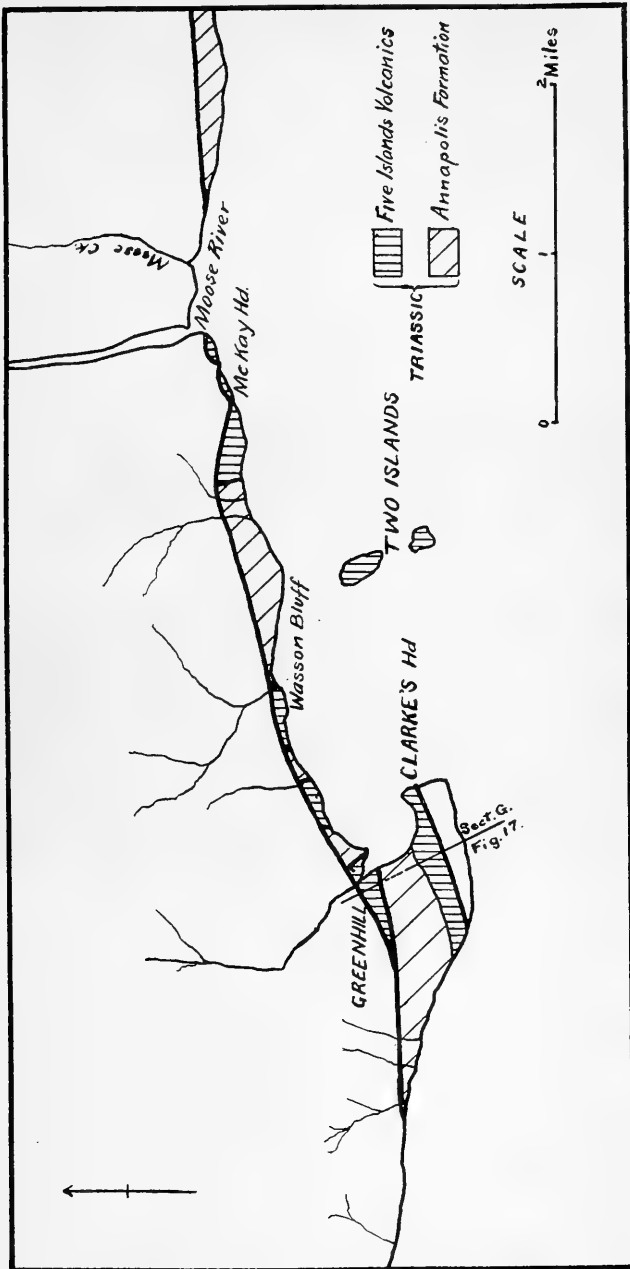 Moose Ck.
Moose River
McKay Hd.
Wasson Bluff
TWO ISLANDS
CLARKE'S Hd
GREENHILL
Sect. G.
Fig. 17.
TRIASSIC
Five Islands Volcanics
Annapolis Formation
SCALE
0 1 2 Miles